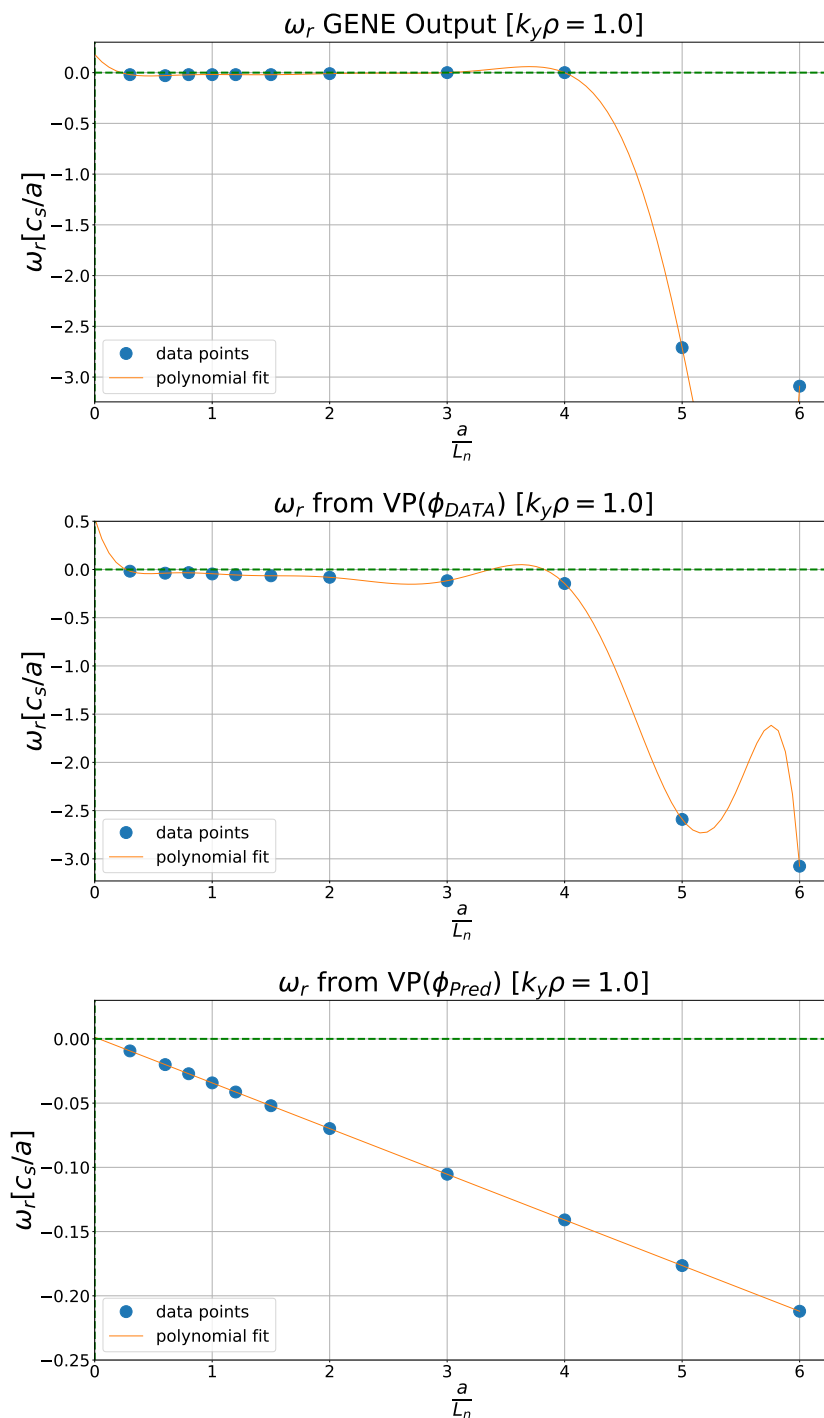 ω_r GENE Output [k_yρ = 1.0]
0.0
−0.5
−1.0
−1.5
−2.0
−2.5
−3.0
ω_r[c_s/a]
data points
polynomial fit
0 1 2 3 4 5 6
a/L_n
ω_r from VP(ϕ_DATA) [k_yρ = 1.0]
0.5
0.0
−0.5
−1.0
−1.5
−2.0
−2.5
−3.0
ω_r[c_s/a]
data points
polynomial fit
0 1 2 3 4 5 6
a/L_n
ω_r from VP(ϕ_Pred) [k_yρ = 1.0]
0.00
−0.05
−0.10
−0.15
−0.20
−0.25
ω_r[c_s/a]
data points
polynomial fit
0 1 2 3 4 5 6
a/L_n